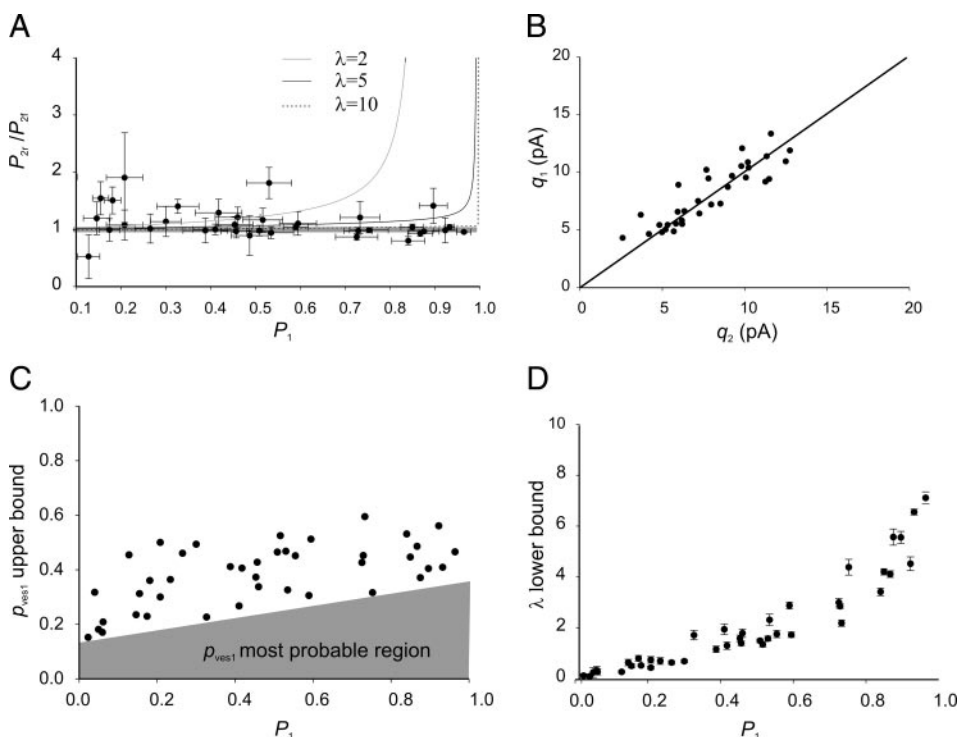 A
4
3
2
1
0
P2r /P2f
λ=2
λ=5
λ=10
0.1 0.2 0.3 0.4 0.5 0.6 0.7 0.8 0.9 1.0
P1
B
20
15
10
5
0
q1 (pA)
0 5 10 15 20
q2 (pA)
C
1.0
0.8
0.6
0.4
0.2
0.0
pves1 upper bound
pves1 most probable region
0.0 0.2 0.4 0.6 0.8 1.0
P1
D
10
8
6
4
2
0
λ lower bound
0.0 0.2 0.4 0.6 0.8 1.0
P1